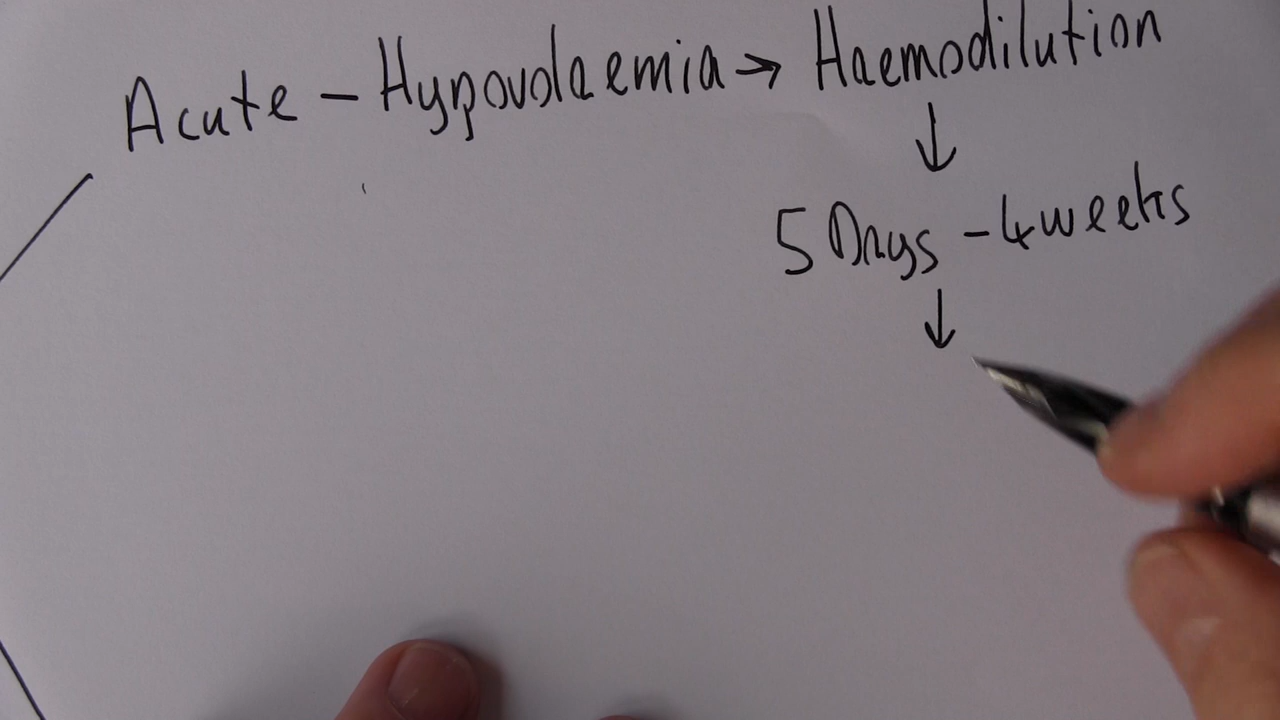 Acute – Hypovolaemia → Haemodilution
↓
5 Days – 4 weeks
↓